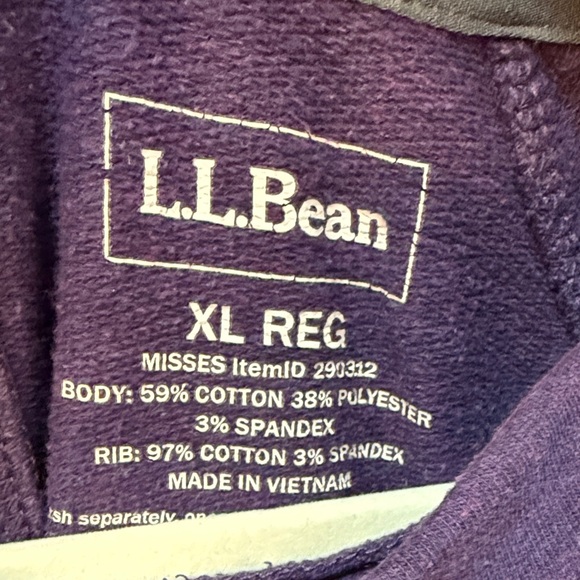 L.L.Bean
XL REG
MISSES ItemID 290312
BODY: 59% COTTON 38% POLYESTER
3% SPANDEX
RIB: 97% COTTON 3% SPANDEX
MADE IN VIETNAM
separately